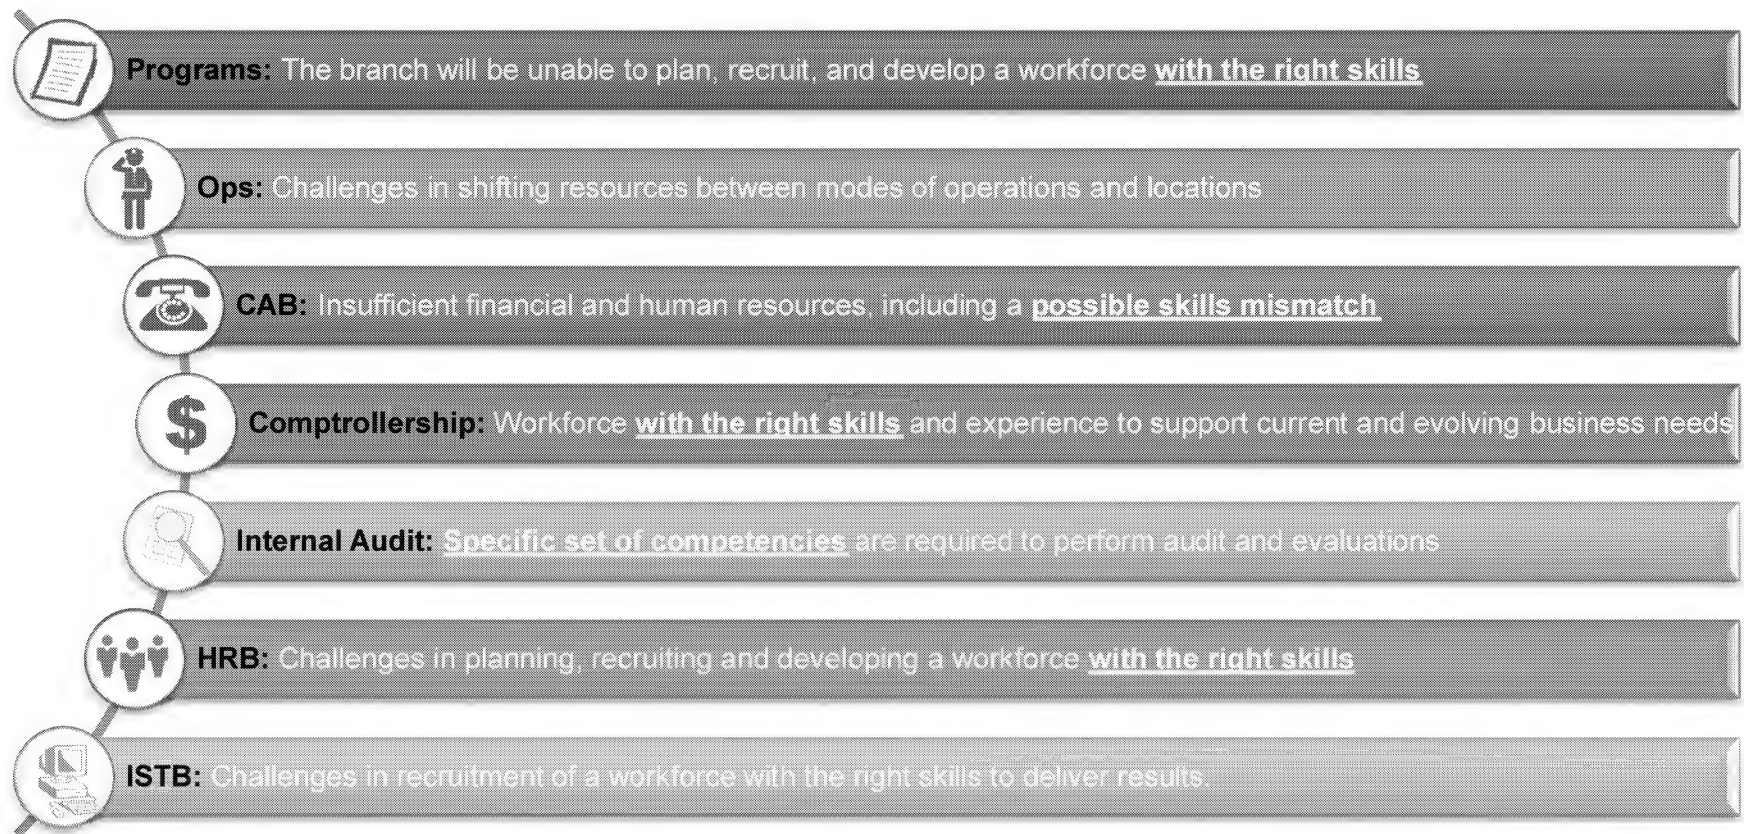 Programs: The branch will be unable to plan, recruit, and develop a workforce with the right skills
Ops: Challenges in shifting resources between modes of operations and locations
CAB: Insufficient financial and human resources, including a possible skills mismatch
$
Comptrollership: Workforce with the right skills and experience to support current and evolving business needs
Internal Audit: Specific set of competencies are required to perform audit and evaluations
HRB: Challenges in planning, recruiting and developing a workforce with the right skills
ISTB: Challenges in recruitment of a workforce with the right skills to deliver results.